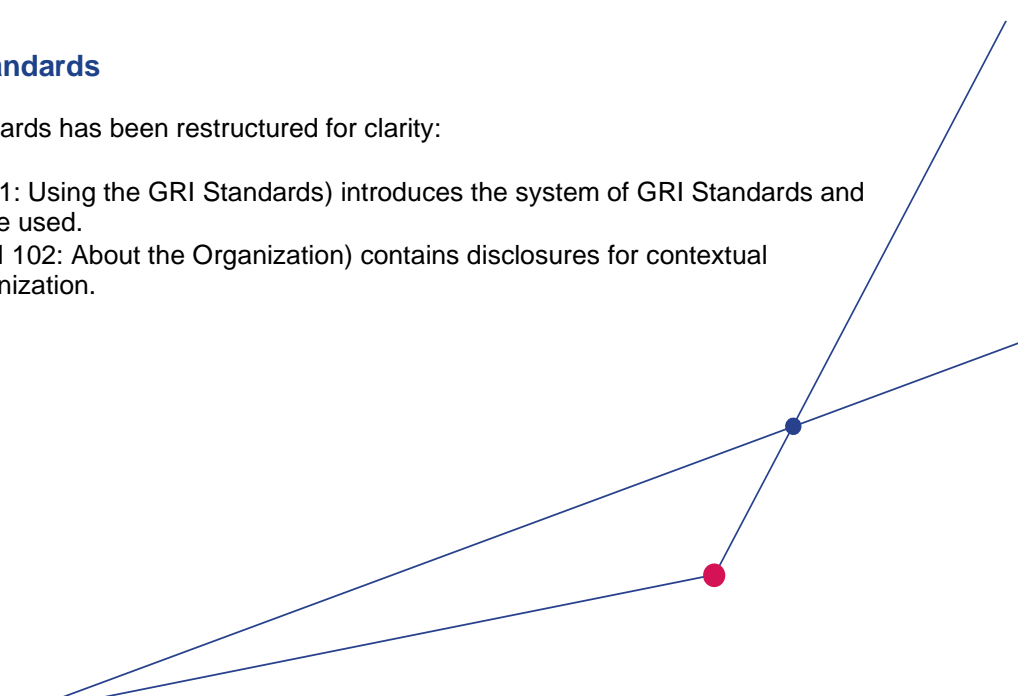 andards
ards has been restructured for clarity:
1: Using the GRI Standards) introduces the system of GRI Standards and
e used.
102: About the Organization) contains disclosures for contextual
nization.